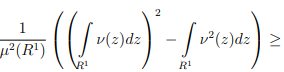 \frac{1}{\mu^2(R^1)} \left( \left( \int_{R^1} \nu(z)dz \right)^2 - \int_{R^1} \nu^2(z)dz \right) \geq